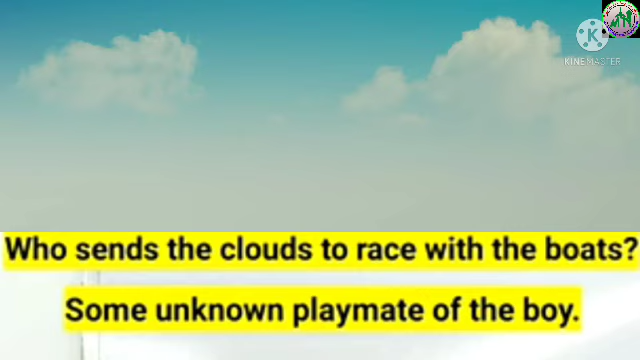 KINEMASTER
Who sends the clouds to race with the boats?
Some unknown playmate of the boy.